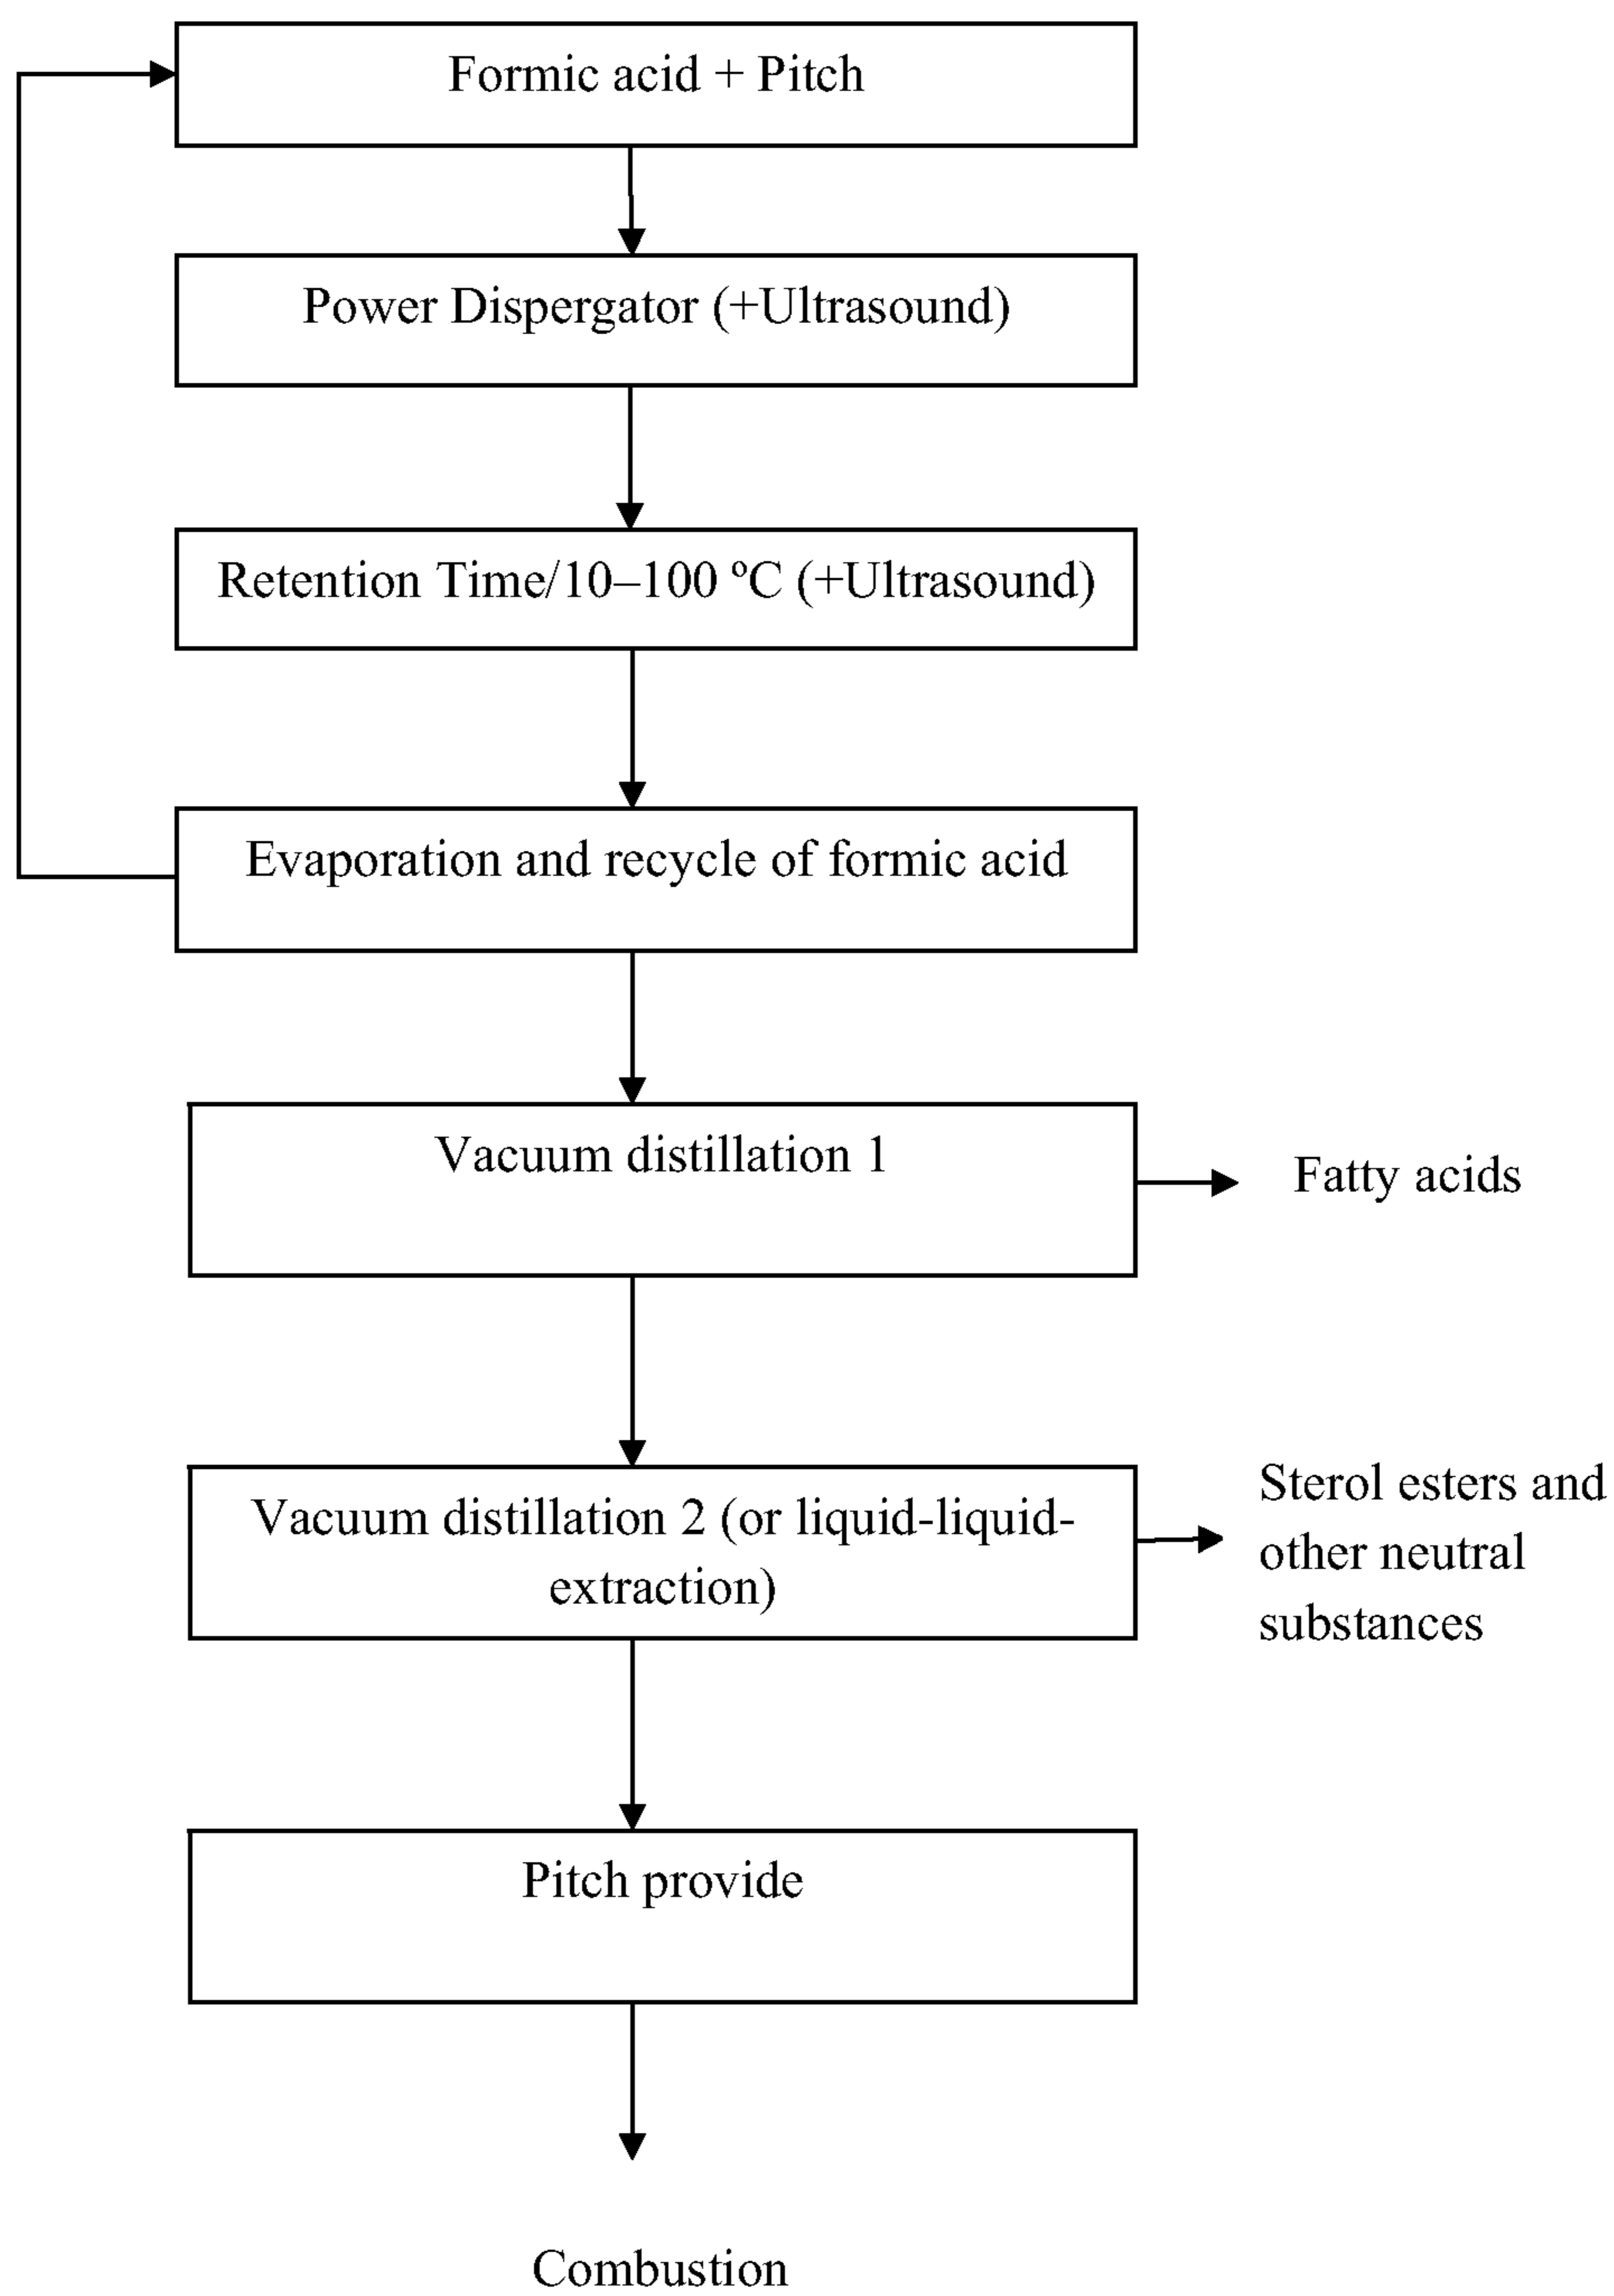 Formic acid + Pitch
Power Dispergator (+Ultrasound)
Retention Time/10–100 ºC (+Ultrasound)
Evaporation and recycle of formic acid
Vacuum distillation 1
Fatty acids
Vacuum distillation 2 (or liquid-liquid-
extraction)
Sterol esters and
other neutral
substances
Pitch provide
Combustion